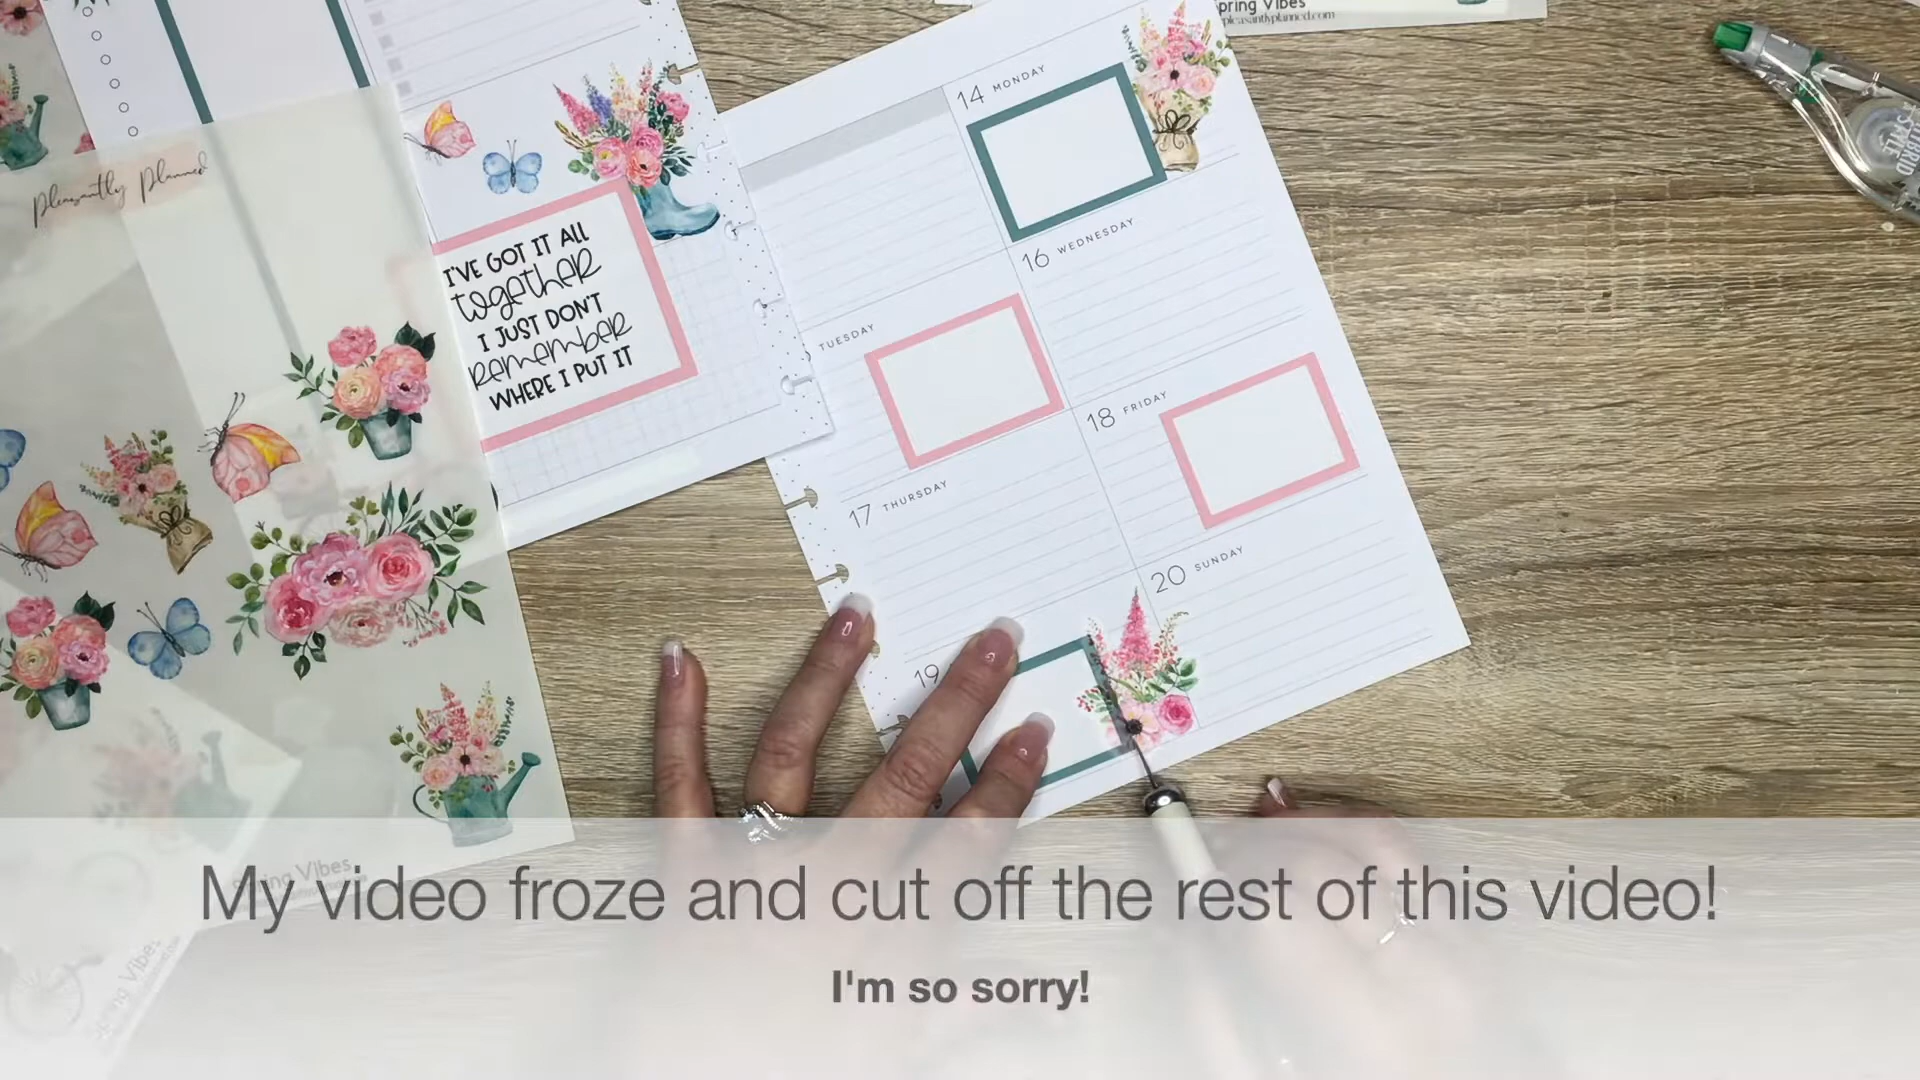 Spring Vibes
pleasantlyplanned.com
14 MONDAY
Pleasantly Planned
I'VE GOT IT ALL
together
I JUST DON'T
remember
WHERE I PUT IT
16 WEDNESDAY
TUESDAY
18 FRIDAY
17 THURSDAY
20 SUNDAY
19
My video froze and cut off the rest of this video!
I'm so sorry!